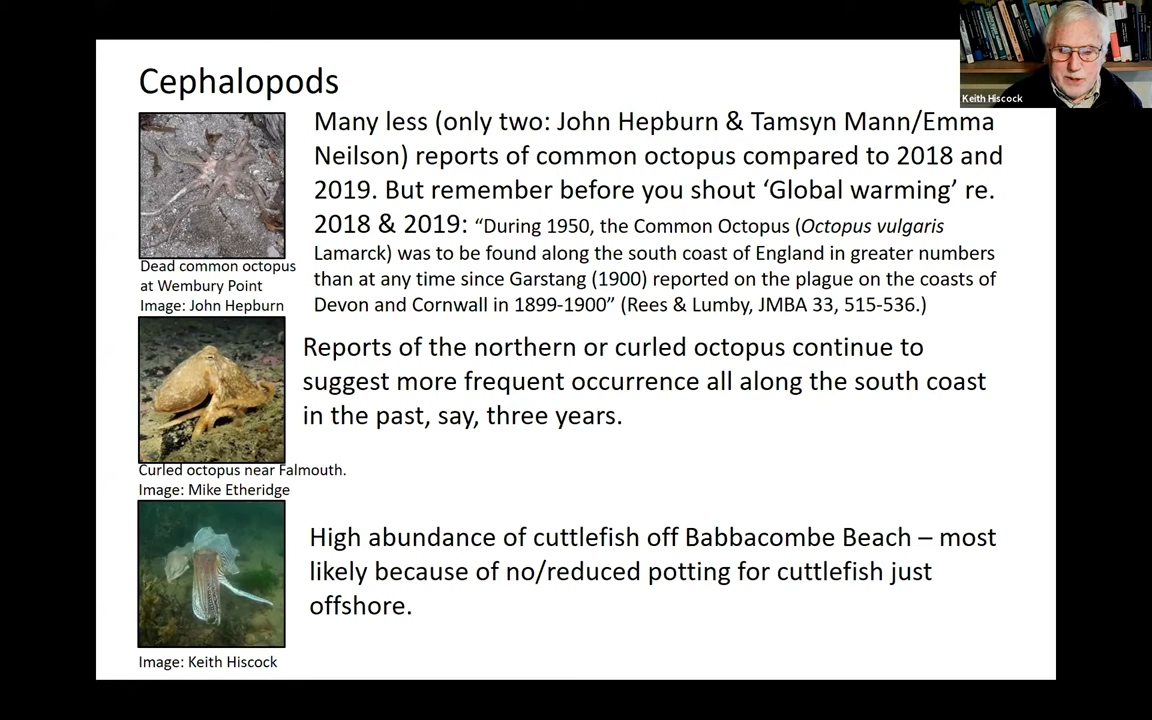 Keith Hiscock
Cephalopods
Many less (only two: John Hepburn & Tamsyn Mann/Emma
Neilson) reports of common octopus compared to 2018 and
2019. But remember before you shout ‘Global warming’ re.
2018 & 2019: “During 1950, the Common Octopus (Octopus vulgaris
Lamarck) was to be found along the south coast of England in greater numbers
than at any time since Garstang (1900) reported on the plague on the coasts of
Devon and Cornwall in 1899-1900” (Rees & Lumby, JMBA 33, 515-536.)
Dead common octopus
at Wembury Point
Image: John Hepburn
Reports of the northern or curled octopus continue to
suggest more frequent occurrence all along the south coast
in the past, say, three years.
Curled octopus near Falmouth.
Image: Mike Etheridge
High abundance of cuttlefish off Babbacombe Beach – most
likely because of no/reduced potting for cuttlefish just
offshore.
Image: Keith Hiscock